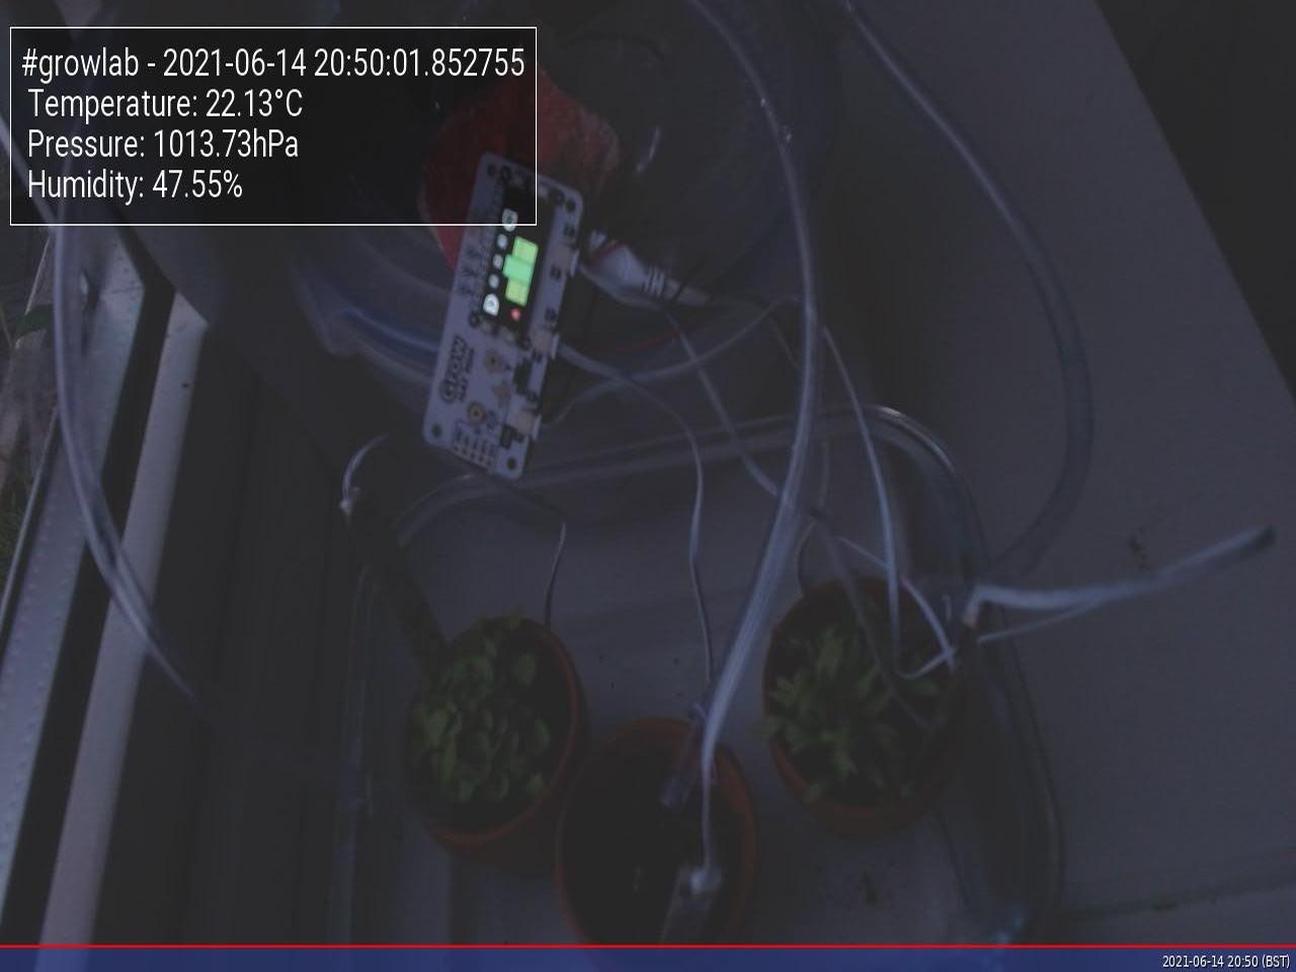 #growlab - 2021-06-14 20:50:01.852755
Temperature: 22.13°C
Pressure: 1013.73hPa
Humidity: 47.55%
GROW
2021-06-14 20:50 (BST)